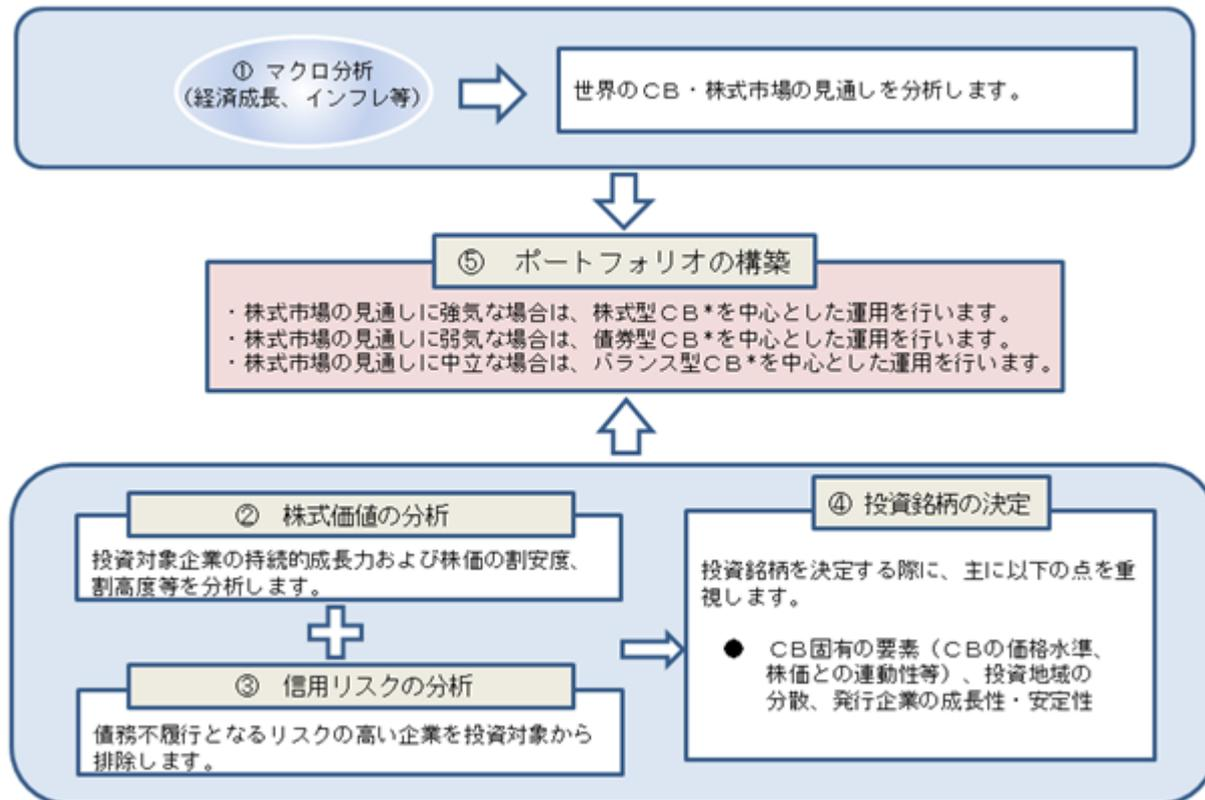 ① マクロ分析
(経済成長、インフレ等)
世界のCB・株式市場の見通しを分析します。
⑤ ポートフォリオの構築
・株式市場の見通しに強気な場合は、株式型CB*を中心とした運用を行います。
・株式市場の見通しに弱気な場合は、債券型CB*を中心とした運用を行います。
・株式市場の見通しに中立な場合は、バランス型CB*を中心とした運用を行います。
② 株式価値の分析
投資対象企業の持続的成長力および株価の割安度、
割高度等を分析します。
③ 信用リスクの分析
債務不履行となるリスクの高い企業を投資対象から
排除します。
④ 投資銘柄の決定
投資銘柄を決定する際に、主に以下の点を重
視します。
● CB固有の要素(CBの価格水準、
株価との連動性等)、投資地域の
分散、発行企業の成長性・安定性